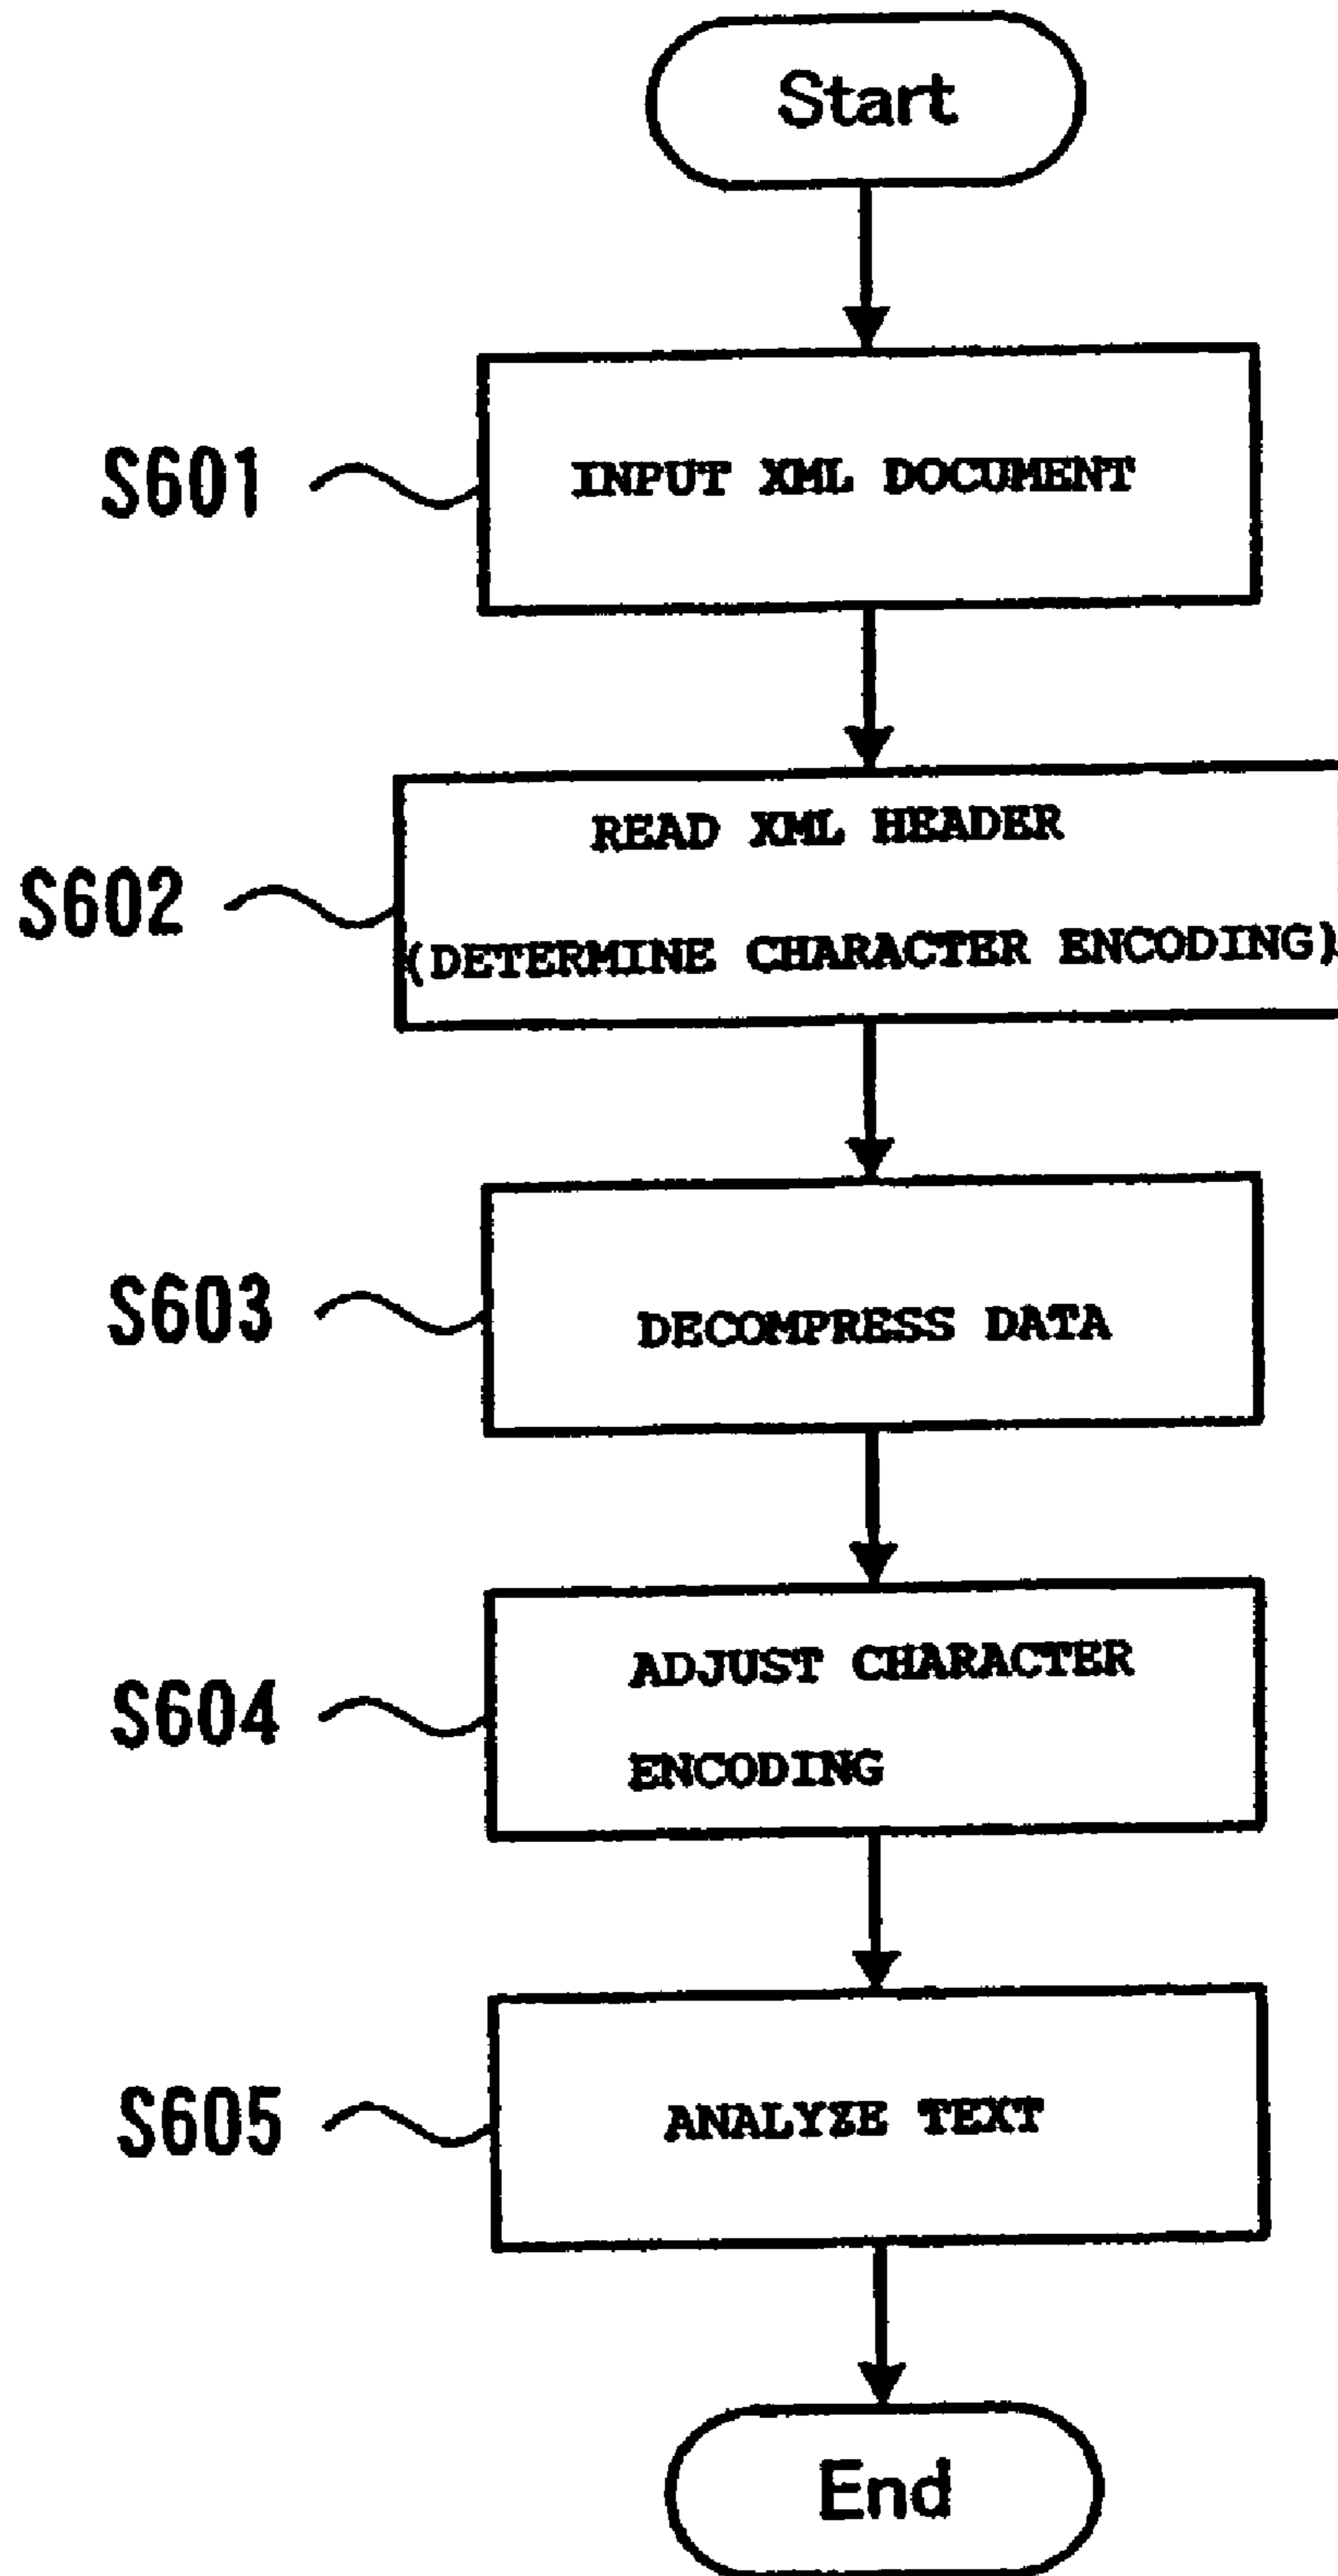 Start
S601
INPUT XML DOCUMENT
S602
READ XML HEADER
(DETERMINE CHARACTER ENCODING)
S603
DECOMPRESS DATA
S604
ADJUST CHARACTER
ENCODING
S605
ANALYZE TEXT
End